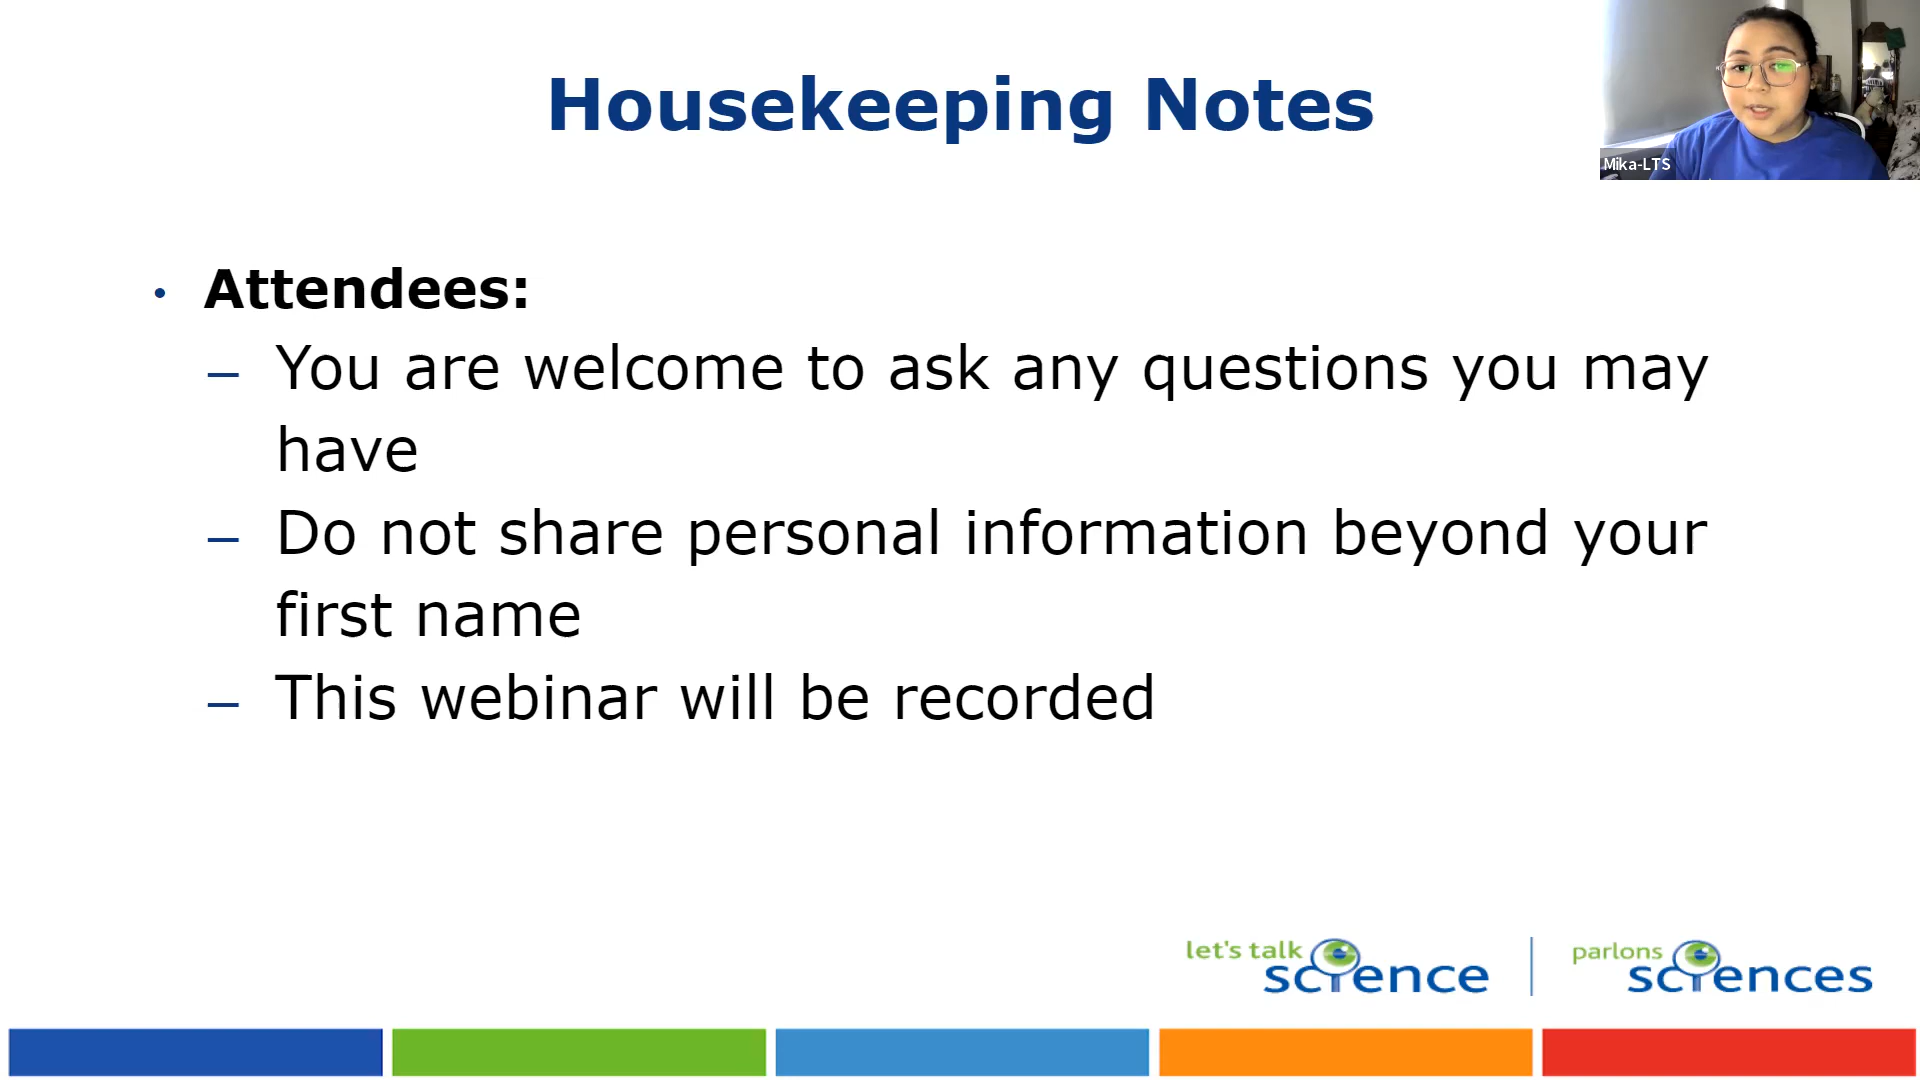 Housekeeping Notes
Mika-LTS
• Attendees:
– You are welcome to ask any questions you may
have
– Do not share personal information beyond your
first name
– This webinar will be recorded
let's talk science
parlons sciences